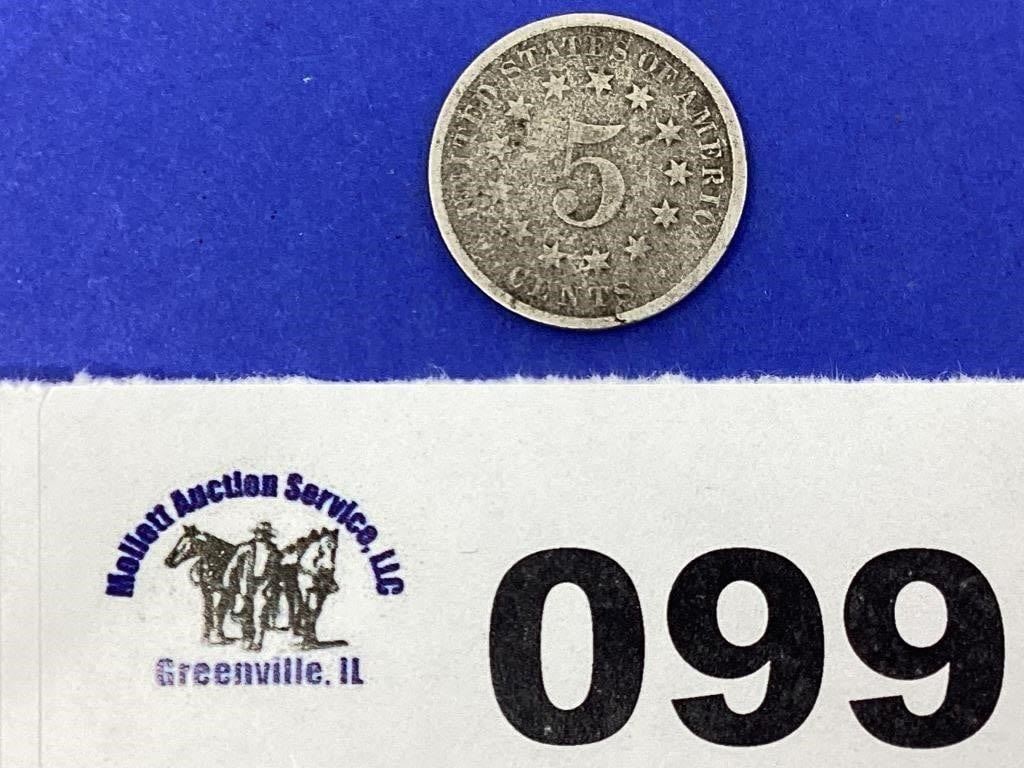 UNITED STATES OF AMERICA
5
CENTS
Mollett Auction Service, LLC
Greenville, IL
099